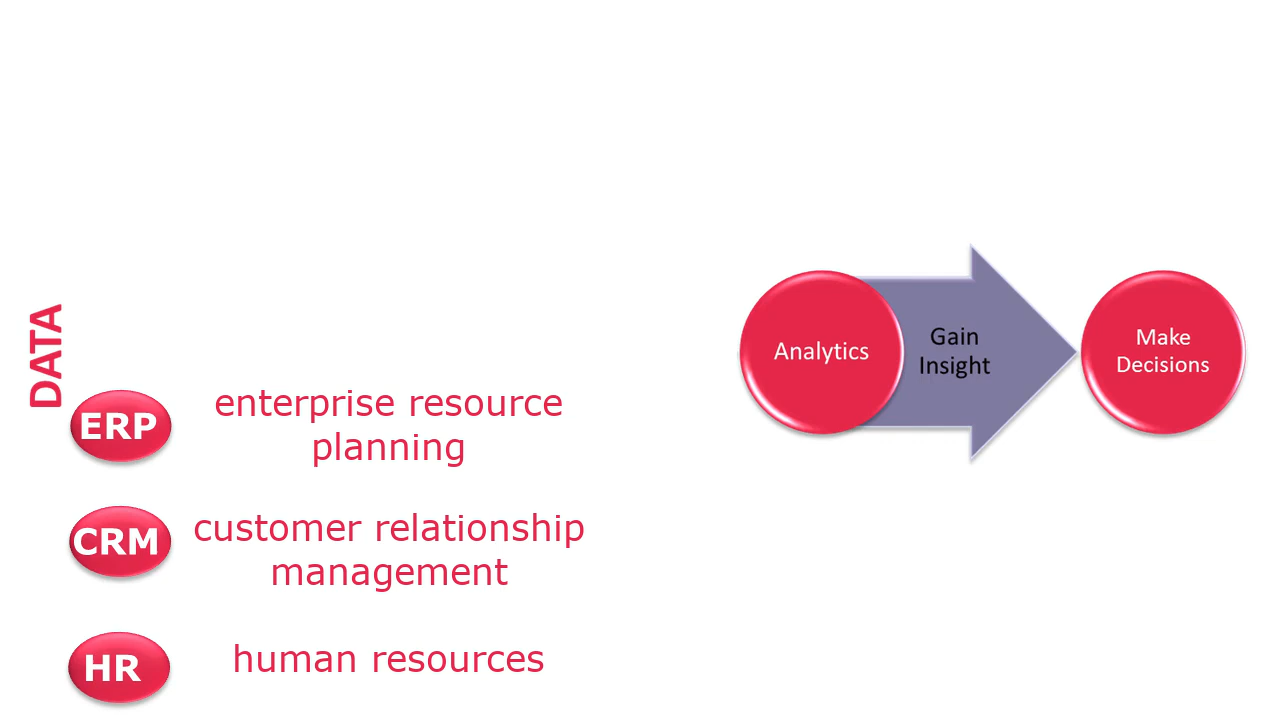 DATA
ERP
enterprise resource
planning
CRM
customer relationship
management
HR
human resources
Analytics
Gain
Insight
Make
Decisions